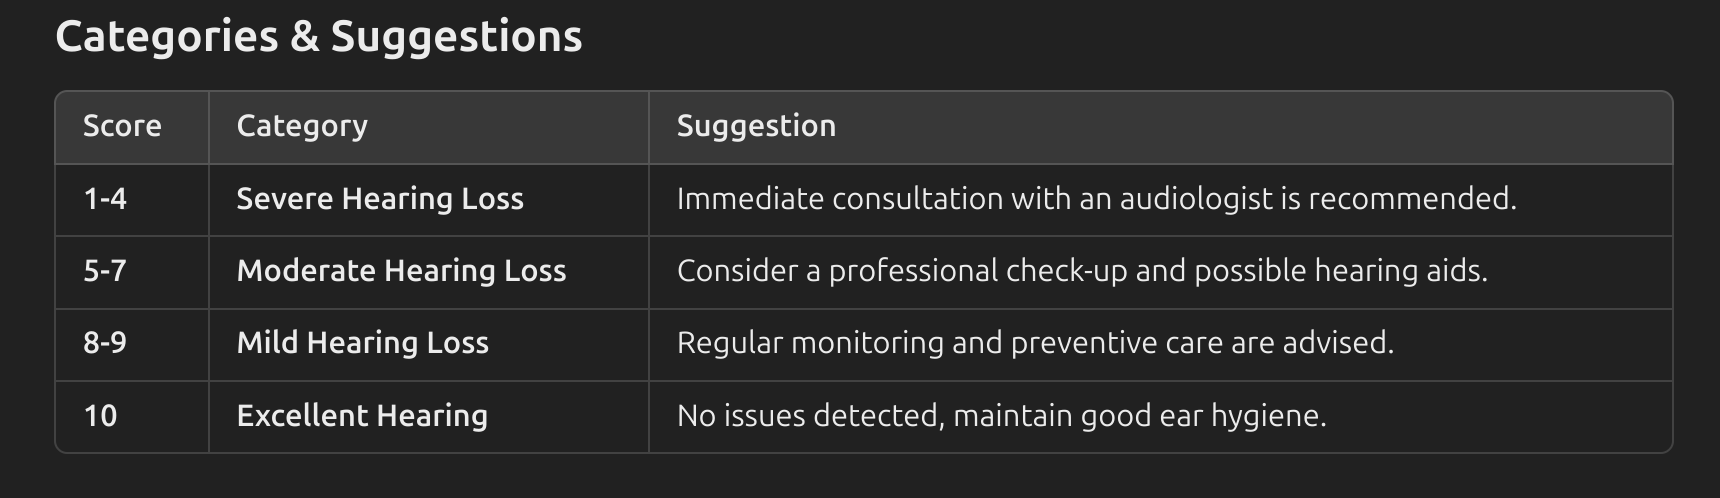 Categories & Suggestions
Score Category Suggestion
1-4 Severe Hearing Loss Immediate consultation with an audiologist is recommended.
5-7 Moderate Hearing Loss Consider a professional check-up and possible hearing aids.
8-9 Mild Hearing Loss Regular monitoring and preventive care are advised.
10 Excellent Hearing No issues detected, maintain good ear hygiene.